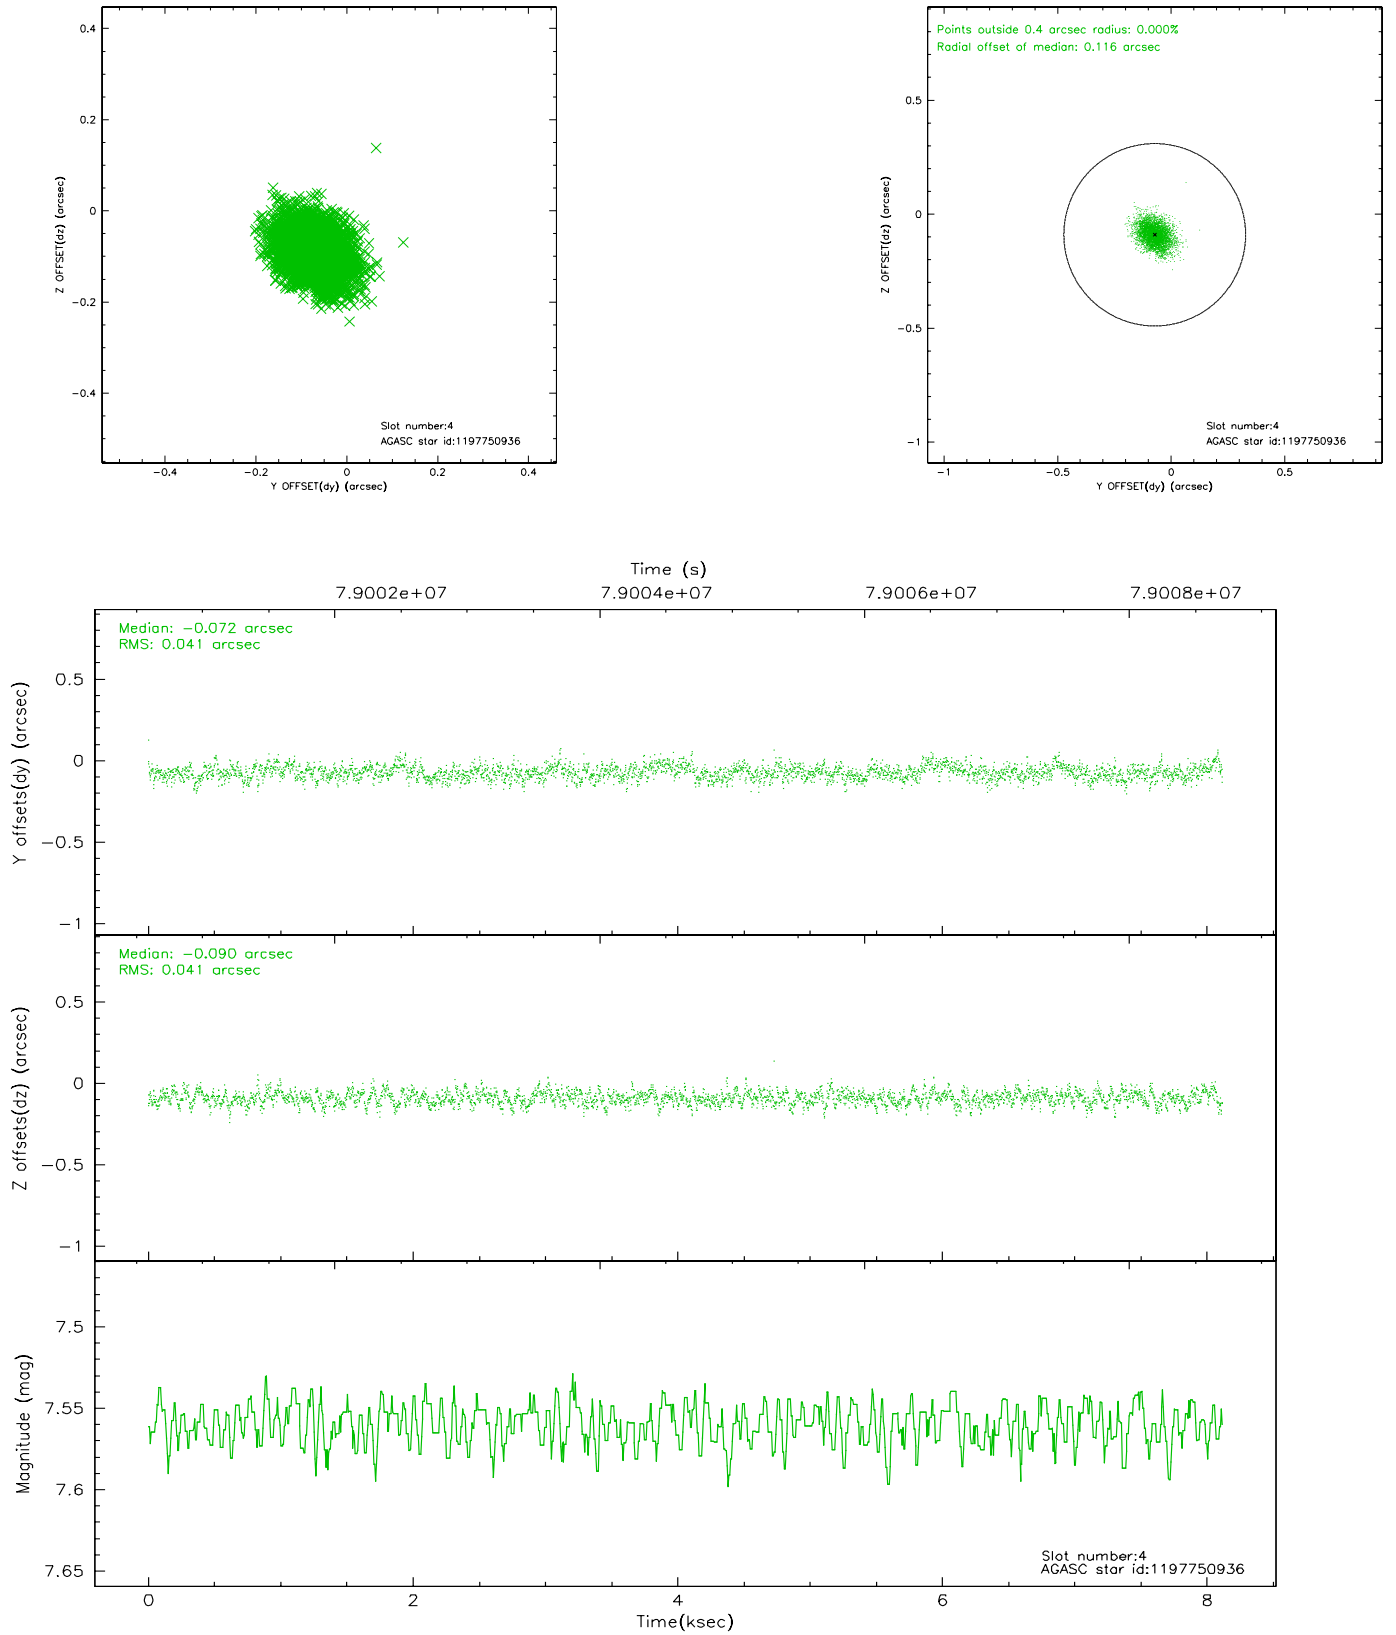 0.4
0.2
0
−0.2
−0.4
Z OFFSET(dz) (arcsec)
Slot number:4
AGASC star id:1197750936
−0.4
−0.2
0
0.2
0.4
Y OFFSET(dy) (arcsec)
Points outside 0.4 arcsec radius: 0.000%
Radial offset of median: 0.116 arcsec
0.5
0
−0.5
−1
Z OFFSET(dz) (arcsec)
Slot number:4
AGASC star id:1197750936
−1
−0.5
0
0.5
Y OFFSET(dy) (arcsec)
Time (s)
7.9002e+07
7.9004e+07
7.9006e+07
7.9008e+07
Median: −0.072 arcsec
RMS: 0.041 arcsec
0.5
0
−0.5
−1
Y offsets(dy) (arcsec)
Median: −0.090 arcsec
RMS: 0.041 arcsec
0.5
0
−0.5
−1
Z offsets(dz) (arcsec)
7.5
7.55
7.6
7.65
Magnitude (mag)
Slot number:4
AGASC star id:1197750936
0
2
4
6
8
Time(ksec)